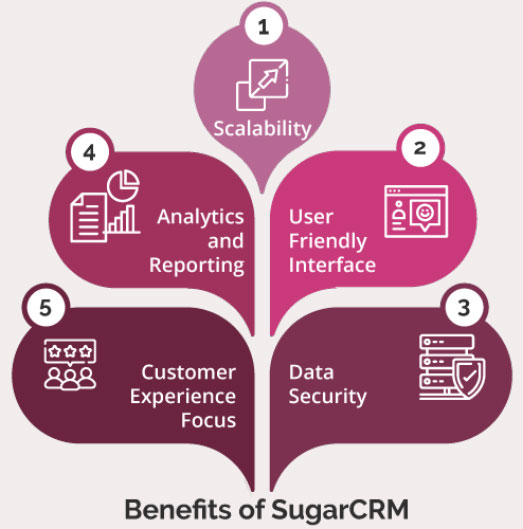 1
Scalability
2
User
Friendly
Interface
3
Data
Security
4
Analytics
and
Reporting
5
Customer
Experience
Focus
Benefits of SugarCRM